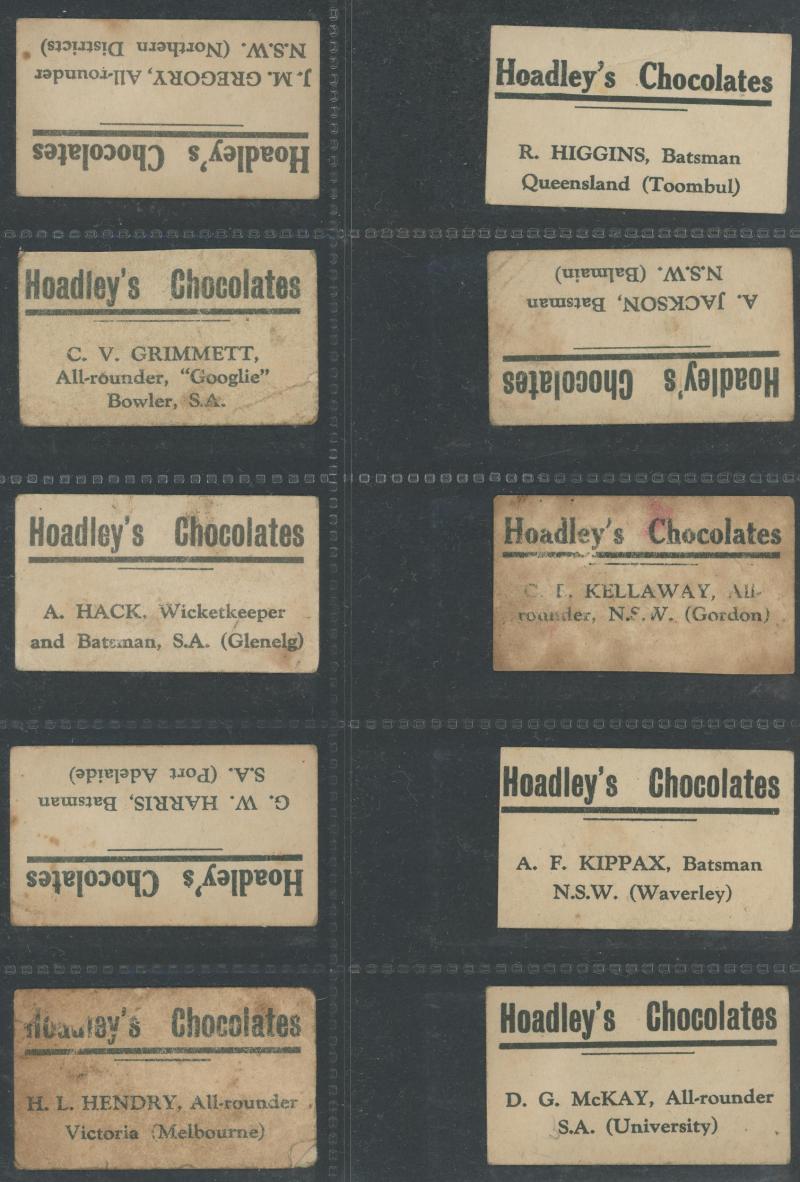 Hoadley's Chocolates
J. M. GREGORY, All-rounder
N.S.W. (Northern Districts)
Hoadley's Chocolates
R. HIGGINS, Batsman
Queensland (Toombul)
Hoadley's Chocolates
C. V. GRIMMETT,
All-rounder, "Googlie"
Bowler, S.A.
Hoadley's Chocolates
A. JACKSON, Batsman
N.S.W. (Balmain)
Hoadley's Chocolates
A. HACK, Wicketkeeper
and Batsman, S.A. (Glenelg)
Hoadley's Chocolates
C. E. KELLAWAY, All-
rounder, N.S.W. (Gordon)
Hoadley's Chocolates
G. W. HARRIS, Batsman
S.A. (Port Adelaide)
Hoadley's Chocolates
A. F. KIPPAX, Batsman
N.S.W. (Waverley)
Hoadley's Chocolates
H. L. HENDRY, All-rounder
Victoria (Melbourne)
Hoadley's Chocolates
D. G. McKAY, All-rounder
S.A. (University)